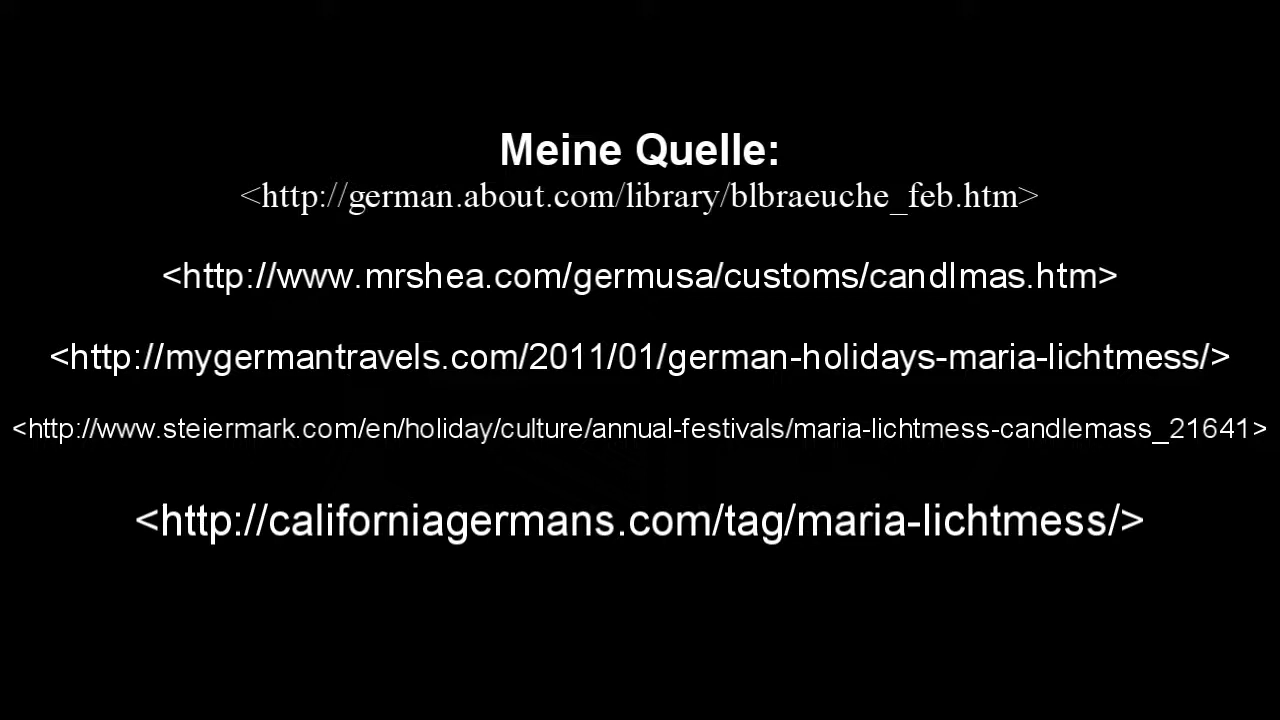 Meine Quelle:
<http://german.about.com/library/blbraeuche_feb.htm>
<http://www.mrshea.com/germusa/customs/candlmas.htm>
<http://mygermantravels.com/2011/01/german-holidays-maria-lichtmess/>
<http://www.steiermark.com/en/holiday/culture/annual-festivals/maria-lichtmess-candlemass_21641>
<http://californiagermans.com/tag/maria-lichtmess/>